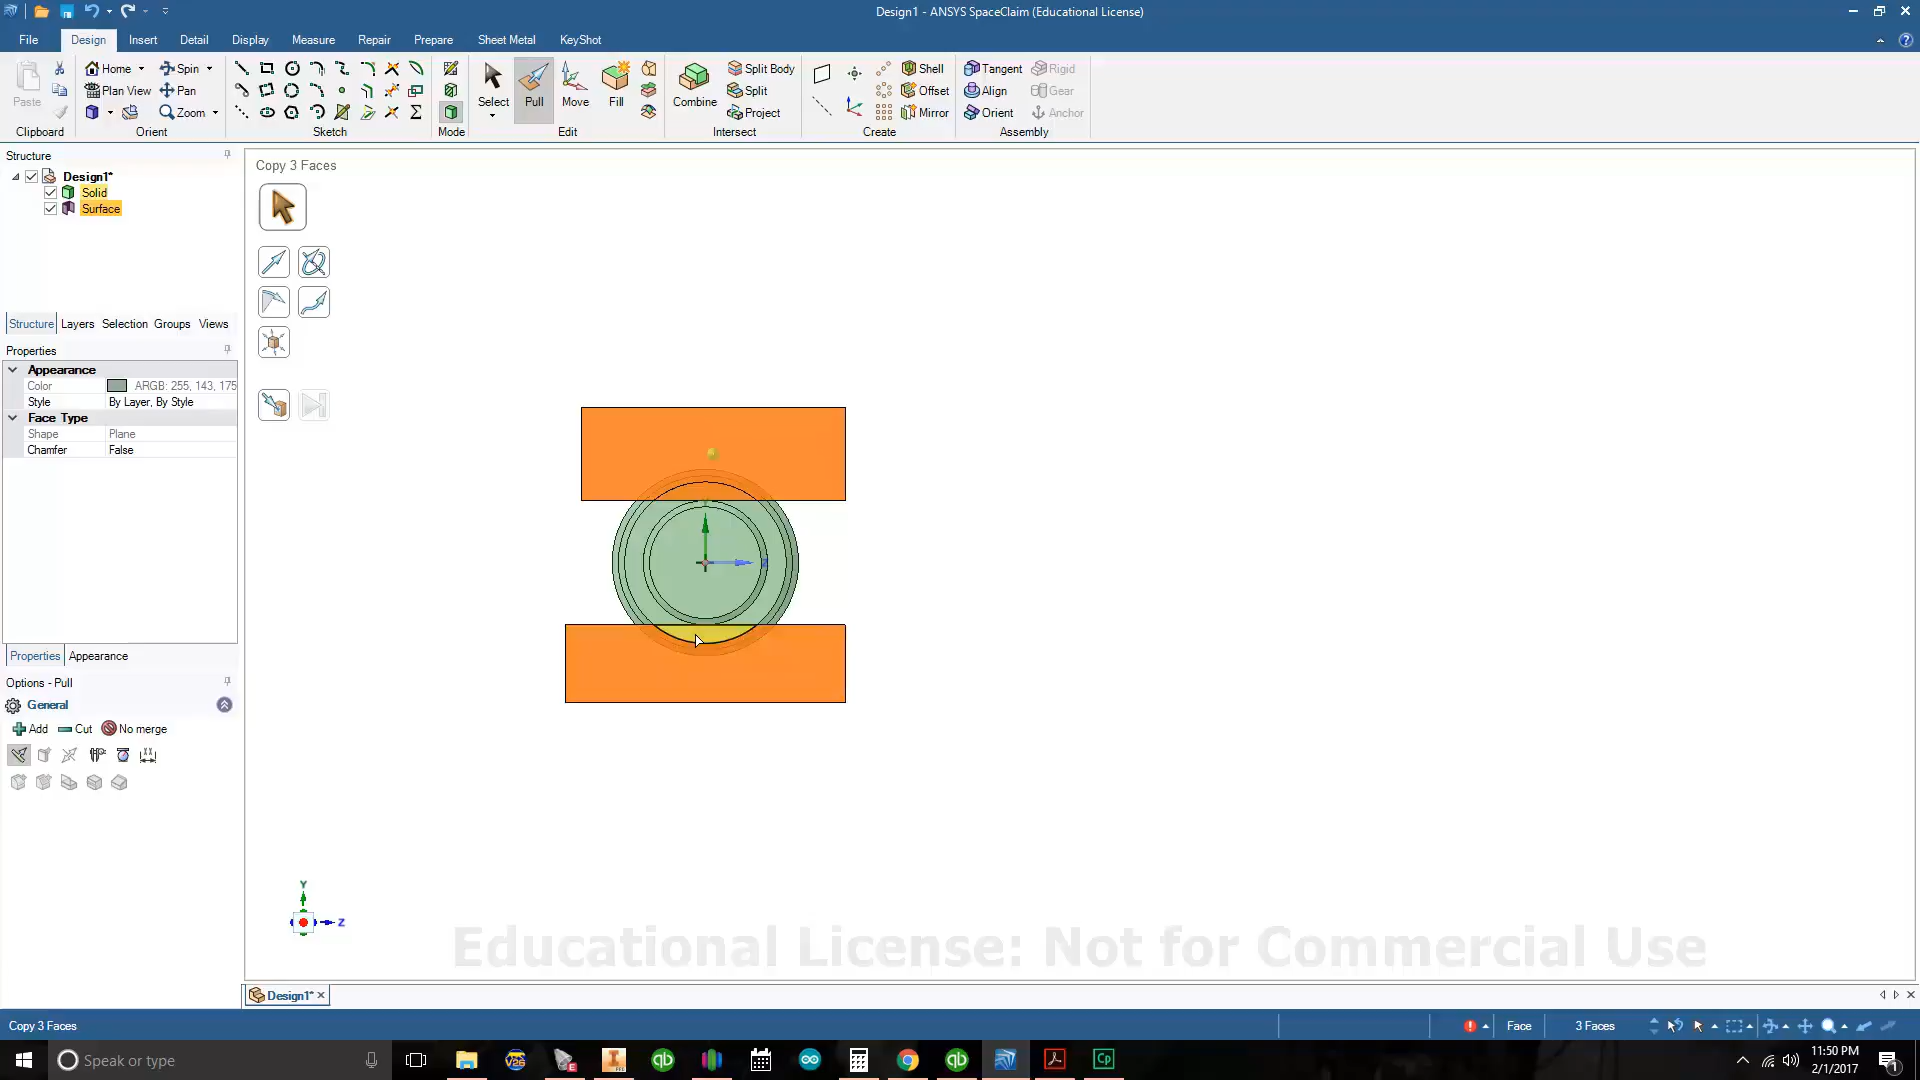 Design1 - ANSYS SpaceClaim (Educational License)
File Design Insert Detail Display Measure Repair Prepare Sheet Metal KeyShot
Paste
Home Spin
Plan View Pan
Zoom
Select Pull Move Fill
Combine
Split Body
Split
Project
Shell
Offset
Mirror
Tangent Rigid
Align Gear
Orient Anchor
Clipboard Orient Sketch Mode Edit Intersect Create Assembly
Structure
Design1*
Solid
Surface
Structure Layers Selection Groups Views
Properties
Appearance
Color ARGB: 255, 143, 175
Style By Layer, By Style
Face Type
Shape Plane
Chamfer False
Properties Appearance
Options - Pull
General
Add Cut No merge
Copy 3 Faces
Y
Z
Educational License: Not for Commercial Use
Design1*
Copy 3 Faces Face 3 Faces
Speak or type
11:50 PM
2/1/2017